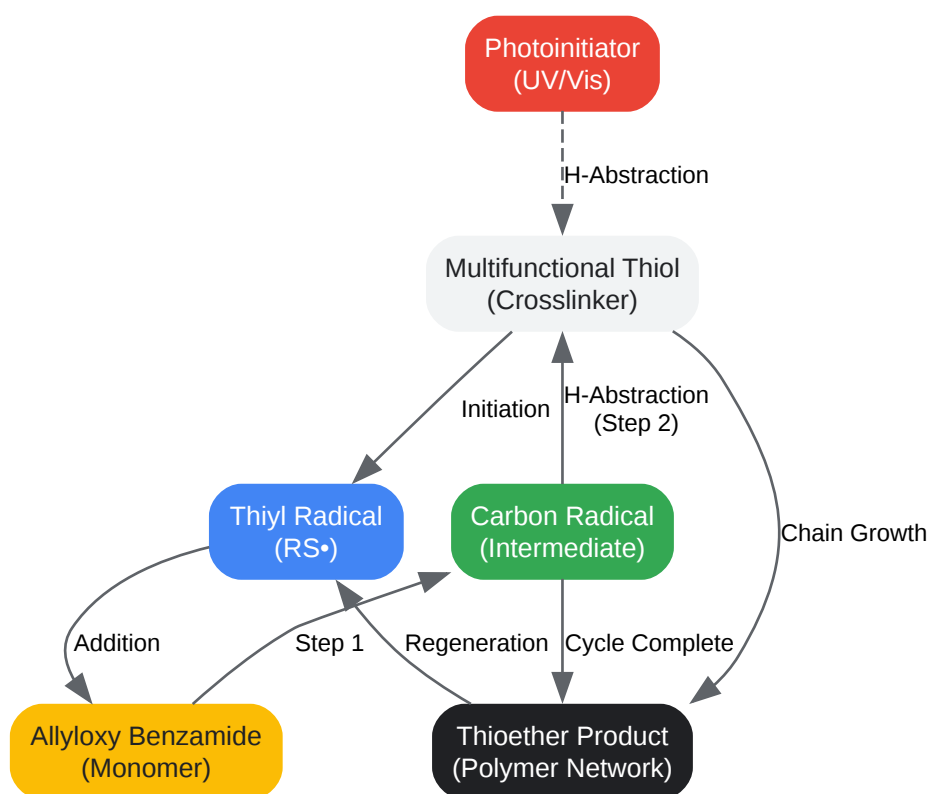 Photoinitiator
(UV/Vis)
H-Abstraction
Multifunctional Thiol
(Crosslinker)
Initiation
H-Abstraction
(Step 2)
Thiyl Radical
(RS•)
Carbon Radical
(Intermediate)
Chain Growth
Addition
Step 1
Regeneration
Cycle Complete
Allyloxy Benzamide
(Monomer)
Thioether Product
(Polymer Network)